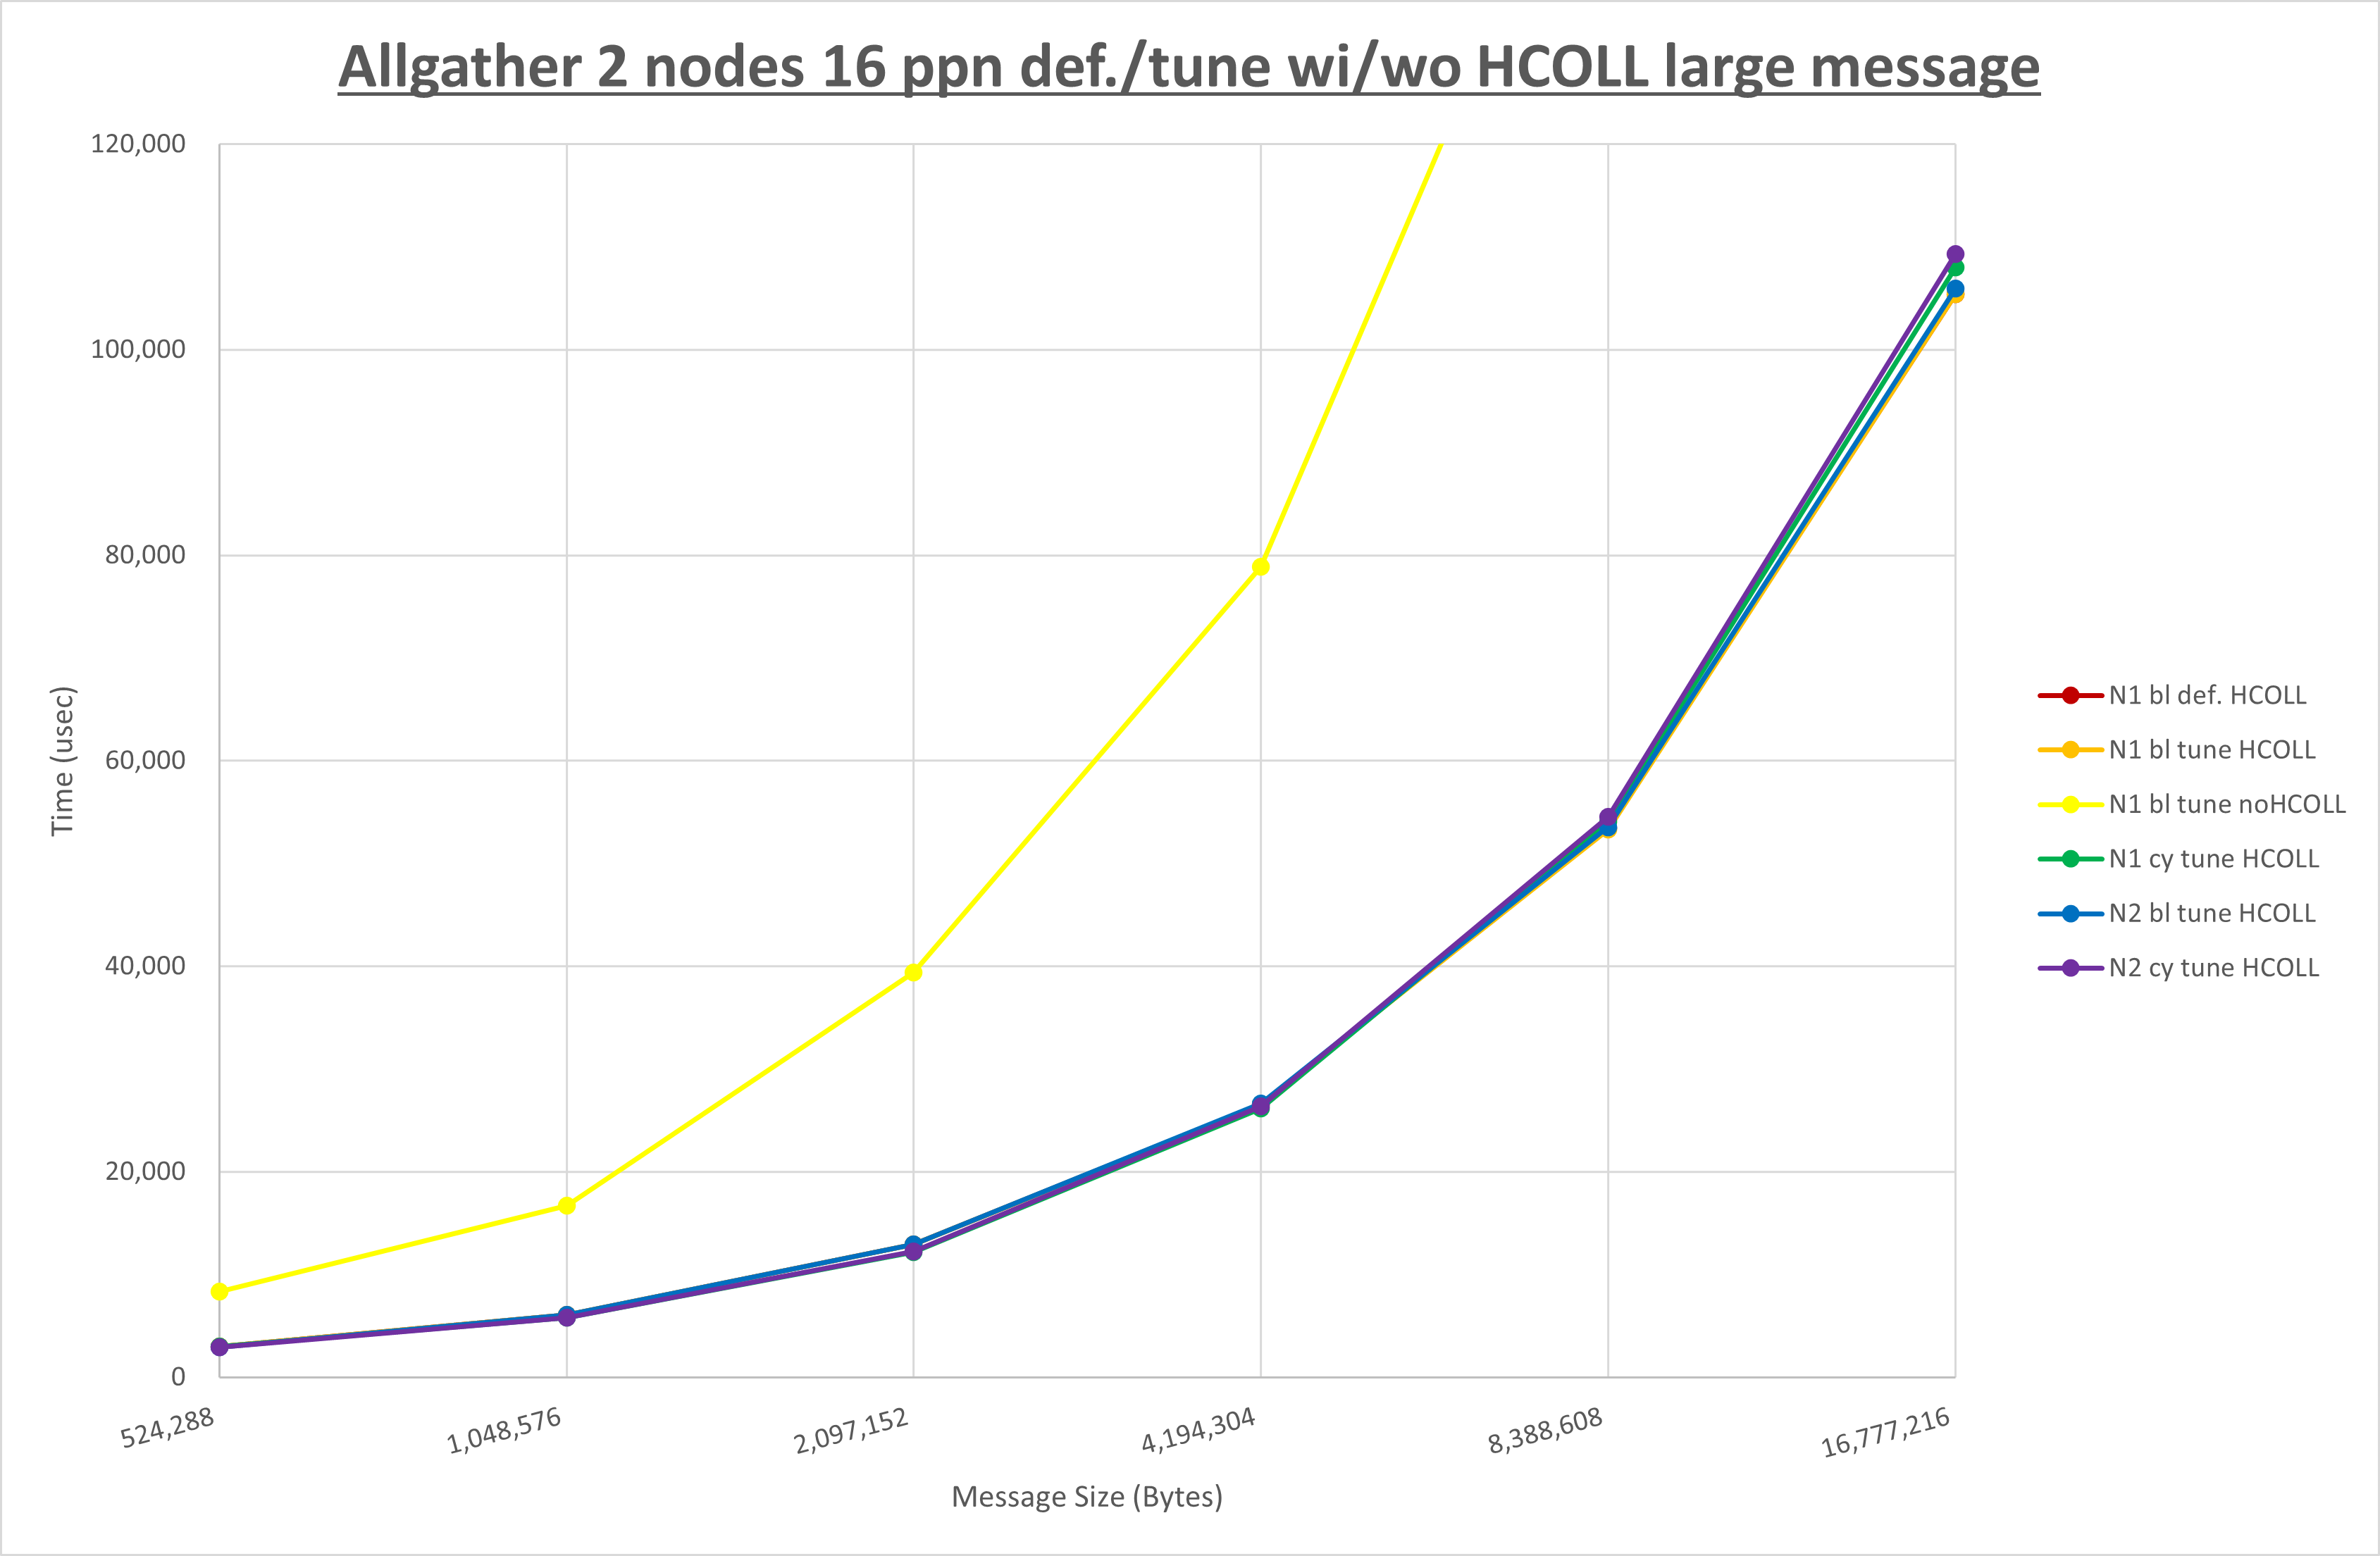 Allgather 2 nodes 16 ppn def./tune wi/wo HCOLL large message
120,000
100,000
80,000
60,000
40,000
20,000
0
Time (usec)
524,288
1,048,576
2,097,152
4,194,304
8,388,608
16,777,216
Message Size (Bytes)
N1 bl def. HCOLL
N1 bl tune HCOLL
N1 bl tune noHCOLL
N1 cy tune HCOLL
N2 bl tune HCOLL
N2 cy tune HCOLL